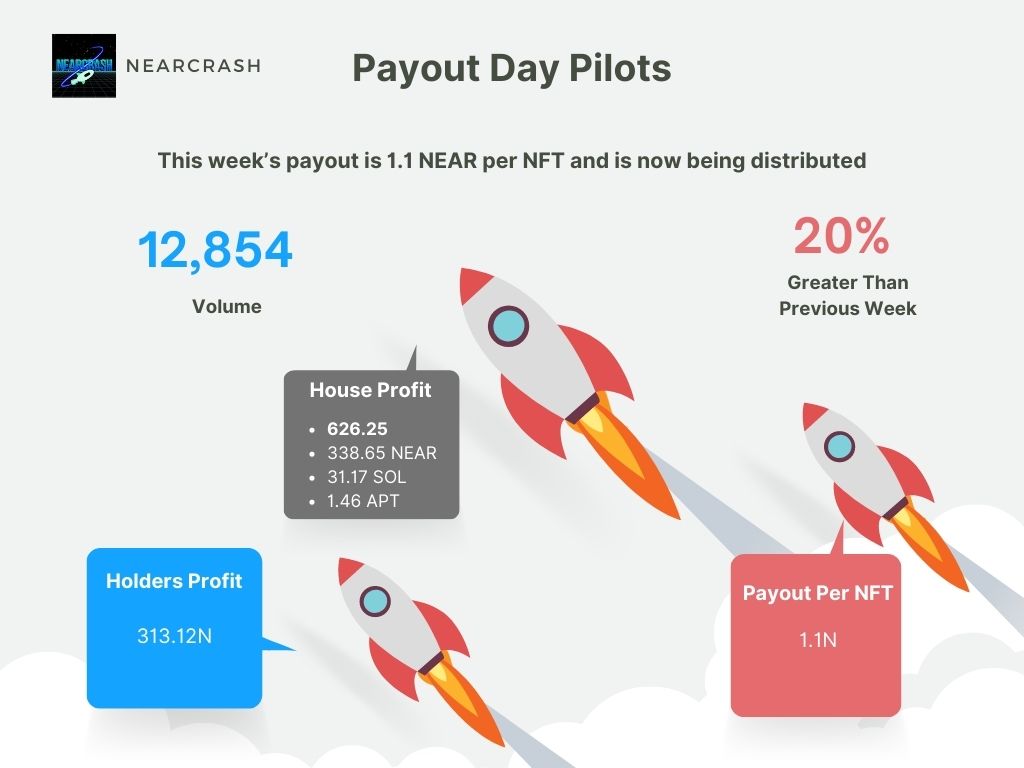 NEARCRASH
NEARCRASH
Payout Day Pilots
This week’s payout is 1.1 NEAR per NFT and is now being distributed
12,854
Volume
20%
Greater Than
Previous Week
House Profit
• 626.25
• 338.65 NEAR
• 31.17 SOL
• 1.46 APT
Holders Profit
313.12N
Payout Per NFT
1.1N